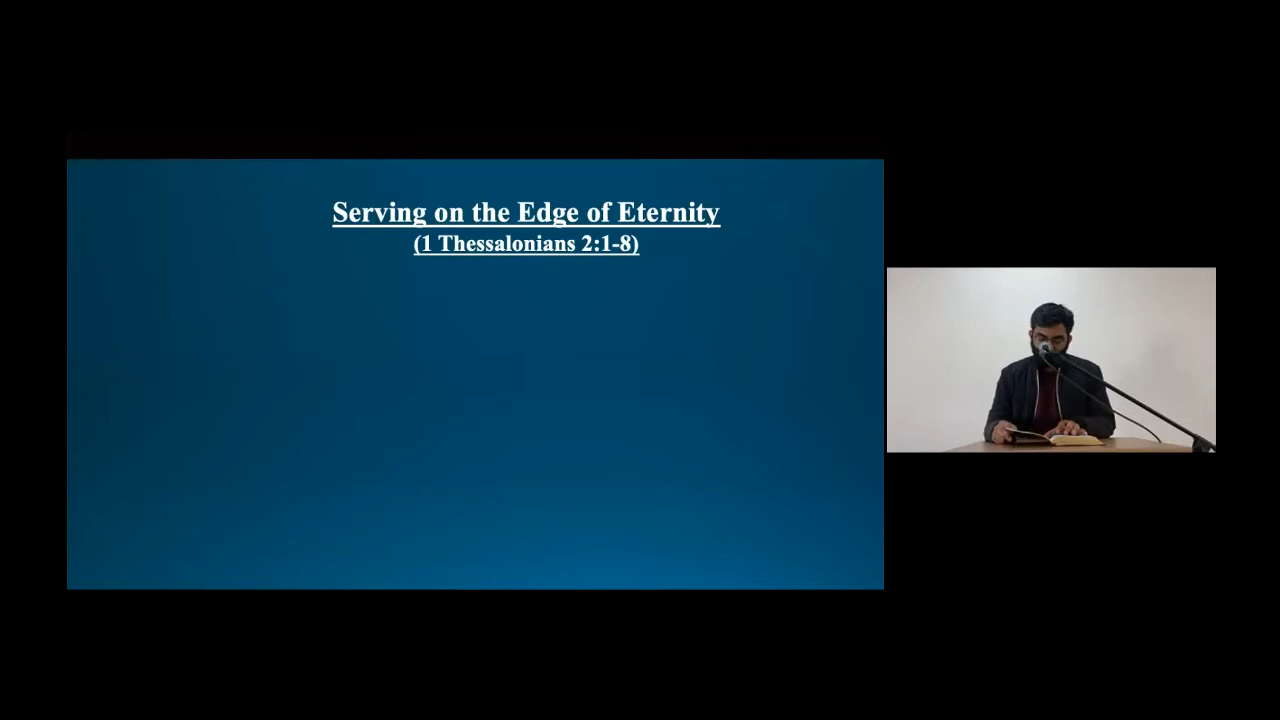 Serving on the Edge of Eternity
(1 Thessalonians 2:1-8)